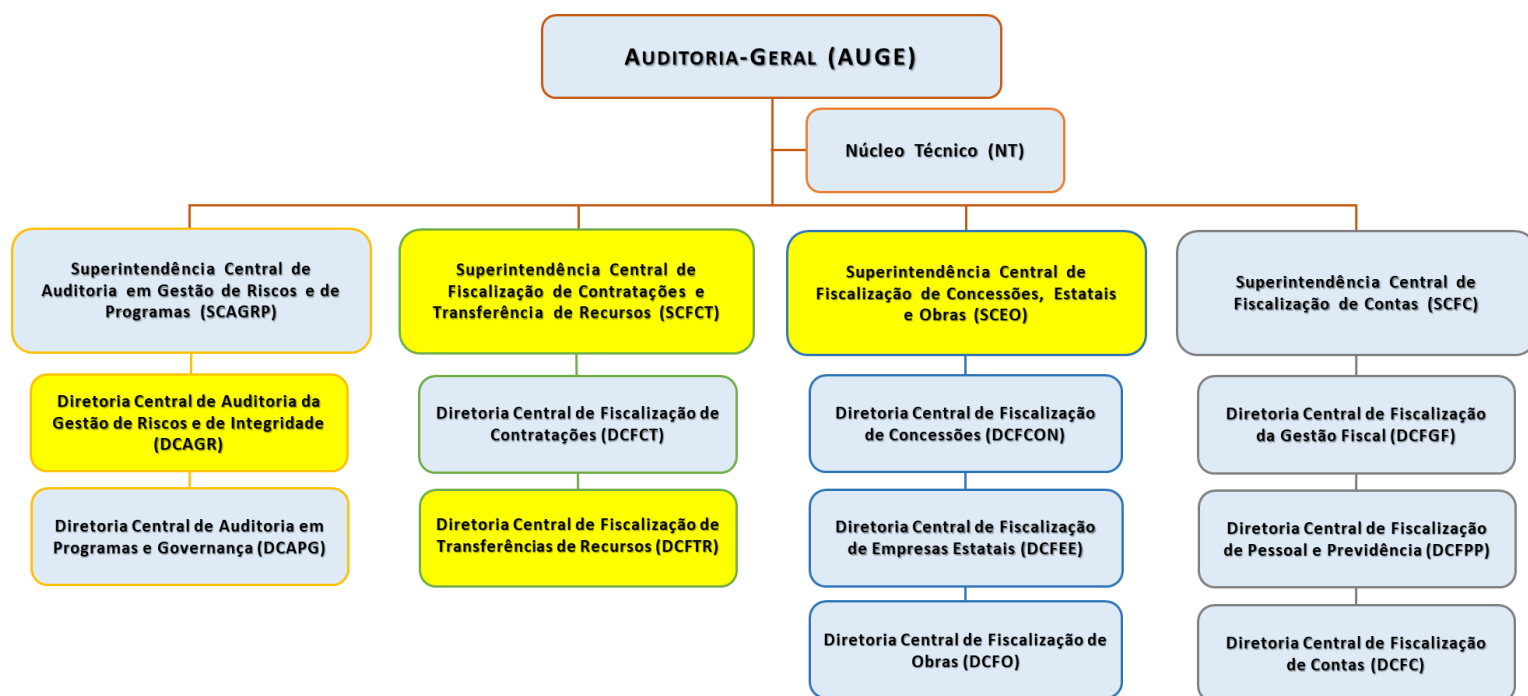 AUDITORIA-GERAL (AUGE)
Núcleo Técnico (NT)
Superintendência Central de
Auditoria em Gestão de Riscos e de
Programas (SCAGRP)
Superintendência Central de
Fiscalização de Contratações e
Transferência de Recursos (SCFCT)
Superintendência Central de
Fiscalização de Concessões, Estatais
e Obras (SCEO)
Superintendência Central de
Fiscalização de Contas (SCFC)
Diretoria Central de Auditoria da
Gestão de Riscos e de Integridade
(DCAGR)
Diretoria Central de Fiscalização de
Contratações (DCFCT)
Diretoria Central de Fiscalização
de Concessões (DCFCON)
Diretoria Central de Fiscalização
da Gestão Fiscal (DCFGF)
Diretoria Central de Auditoria em
Programas e Governança (DCAPG)
Diretoria Central de Fiscalização de
Transferências de Recursos (DCFTR)
Diretoria Central de Fiscalização
de Empresas Estatais (DCFEE)
Diretoria Central de Fiscalização
de Pessoal e Previdência (DCFPP)
Diretoria Central de Fiscalização de
Obras (DCFO)
Diretoria Central de Fiscalização
de Contas (DCFC)